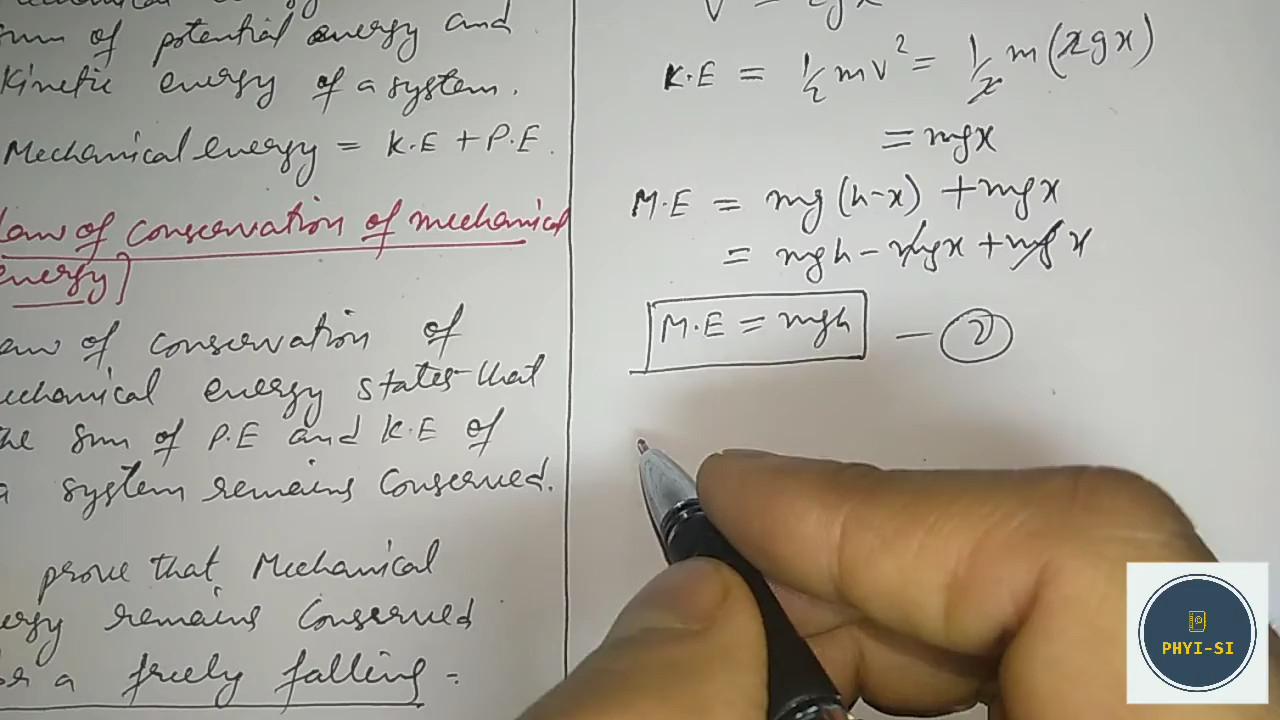 sum of potential energy and
Kinetic energy of a system.
Mechanical energy = K.E + P.E.
Law of conservation of mechanical
energy]
of conservation of
mechanical energy states that
the sum of P.E and K.E of
a system remains Conserved.
prove that Mechanical
energy remains Conserved
for a freely falling =
K.E = 1/2 mv² = 1/2 m(2gx)
= mgx
M.E = mg(h-x) + mgx
= mgh - mgx + mgx
M.E = mgh — ②
PHYI-SI